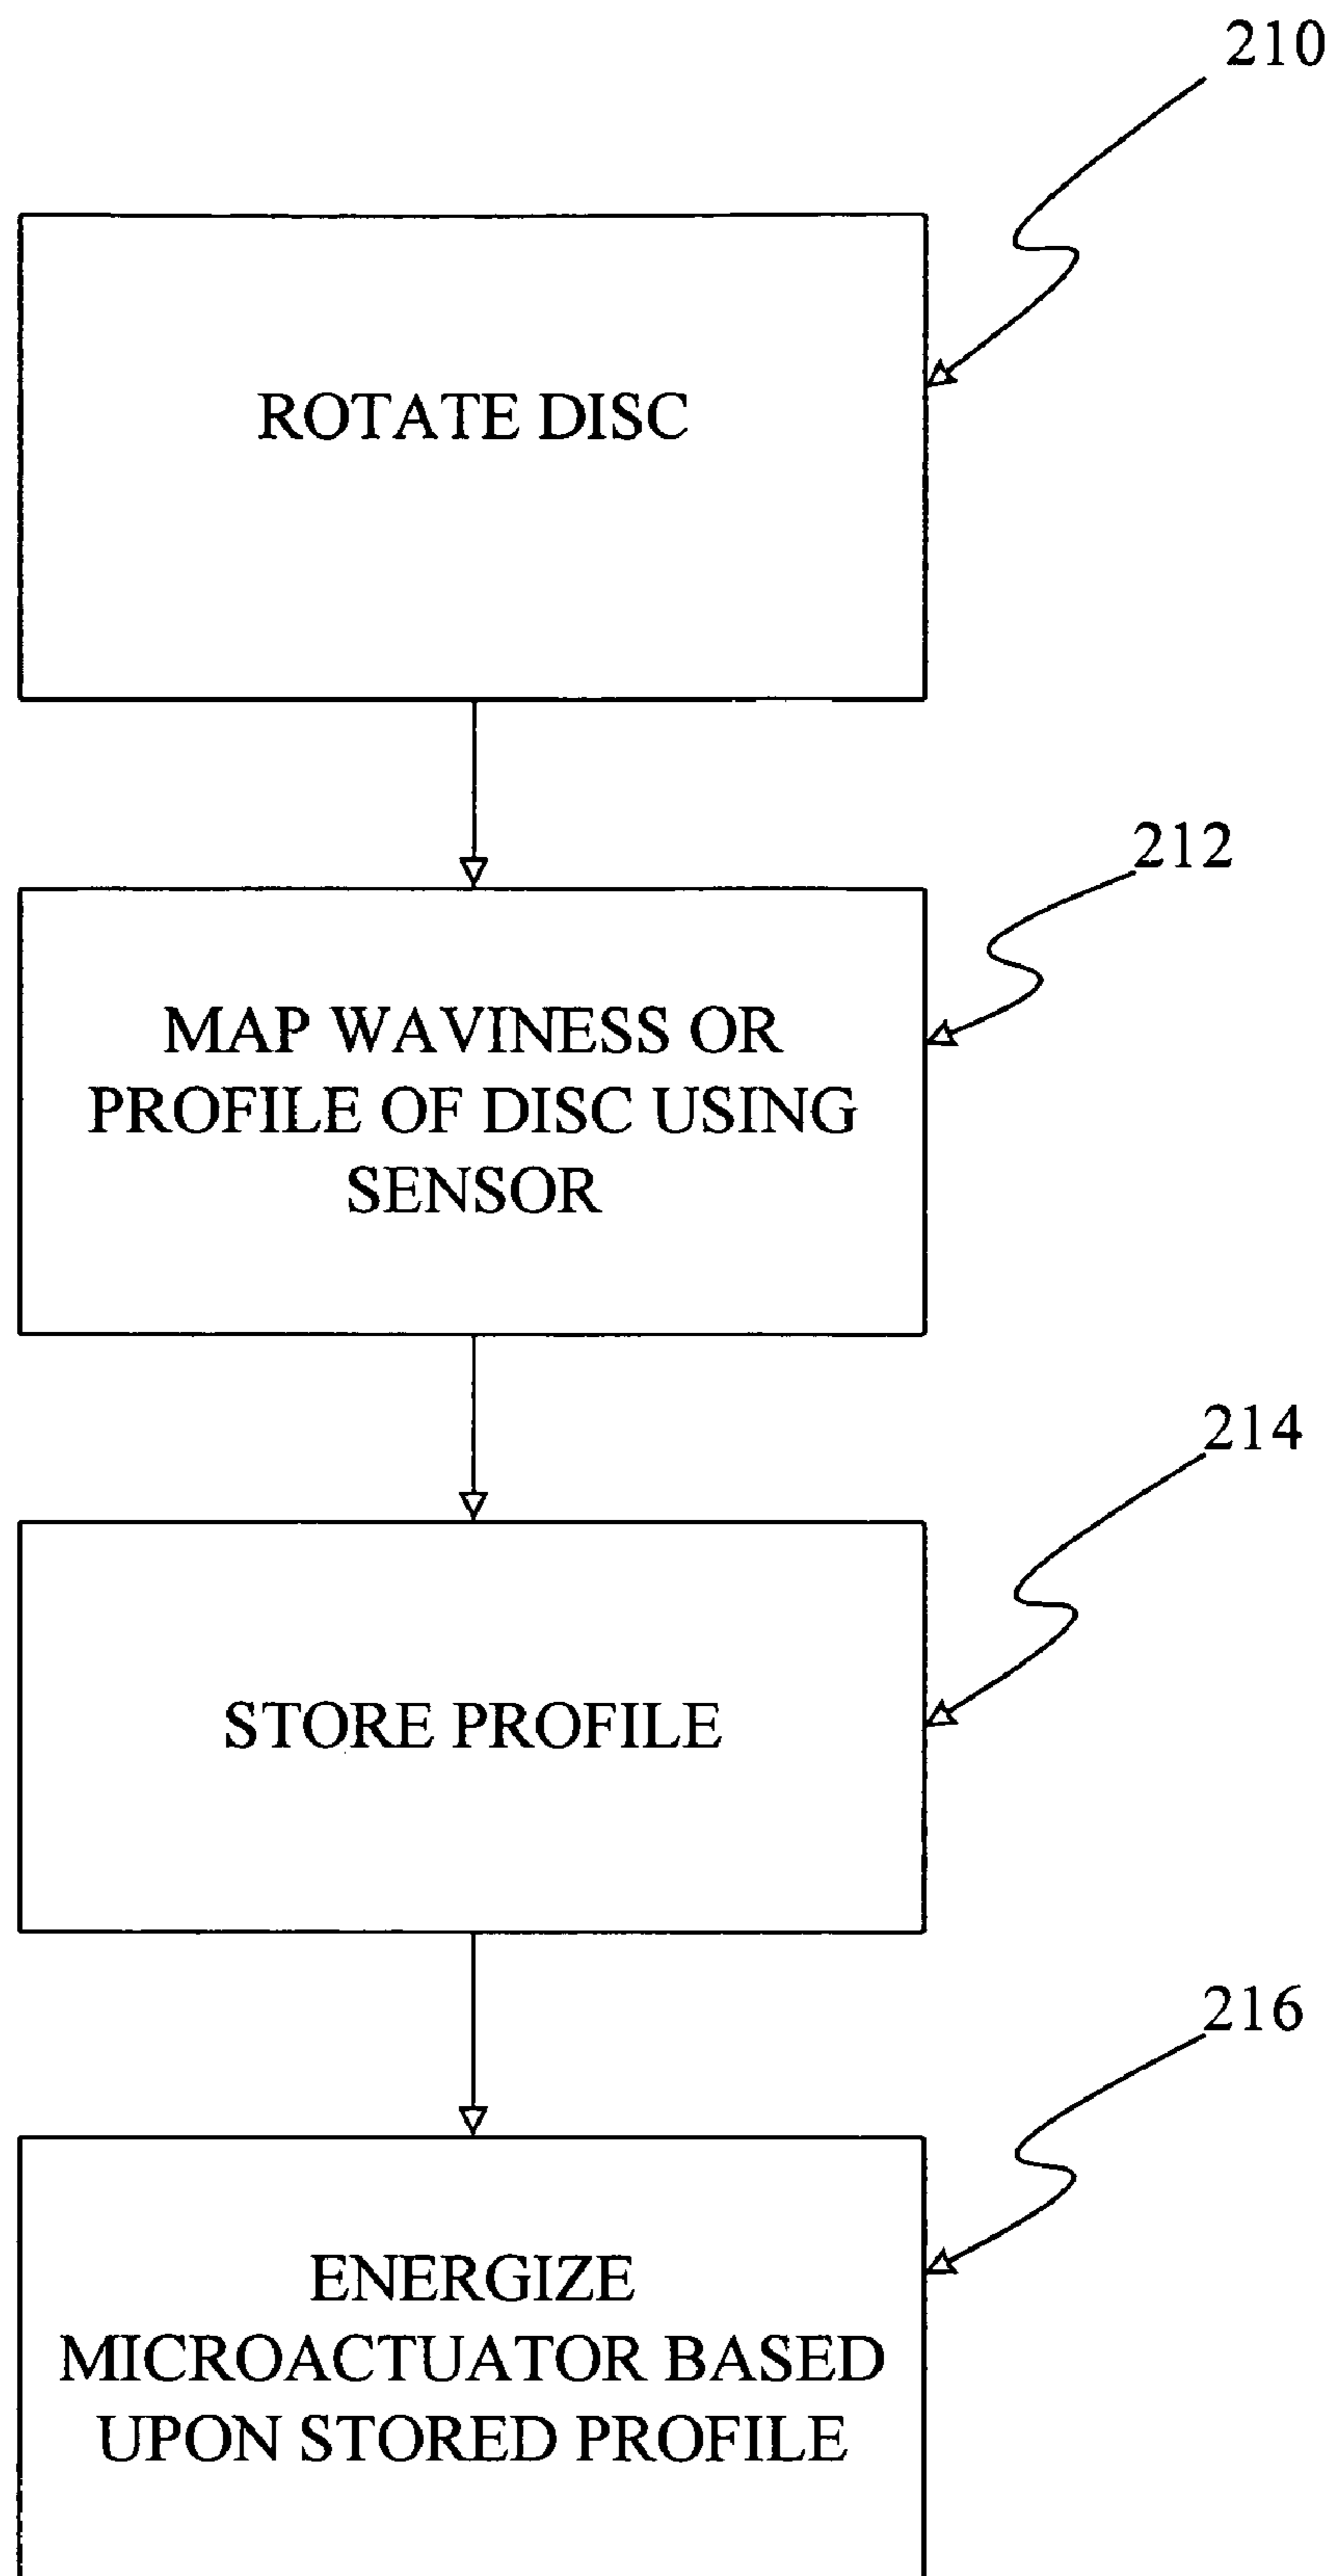 210
ROTATE DISC
212
MAP WAVINESS OR
PROFILE OF DISC USING
SENSOR
214
STORE PROFILE
216
ENERGIZE
MICROACTUATOR BASED
UPON STORED PROFILE